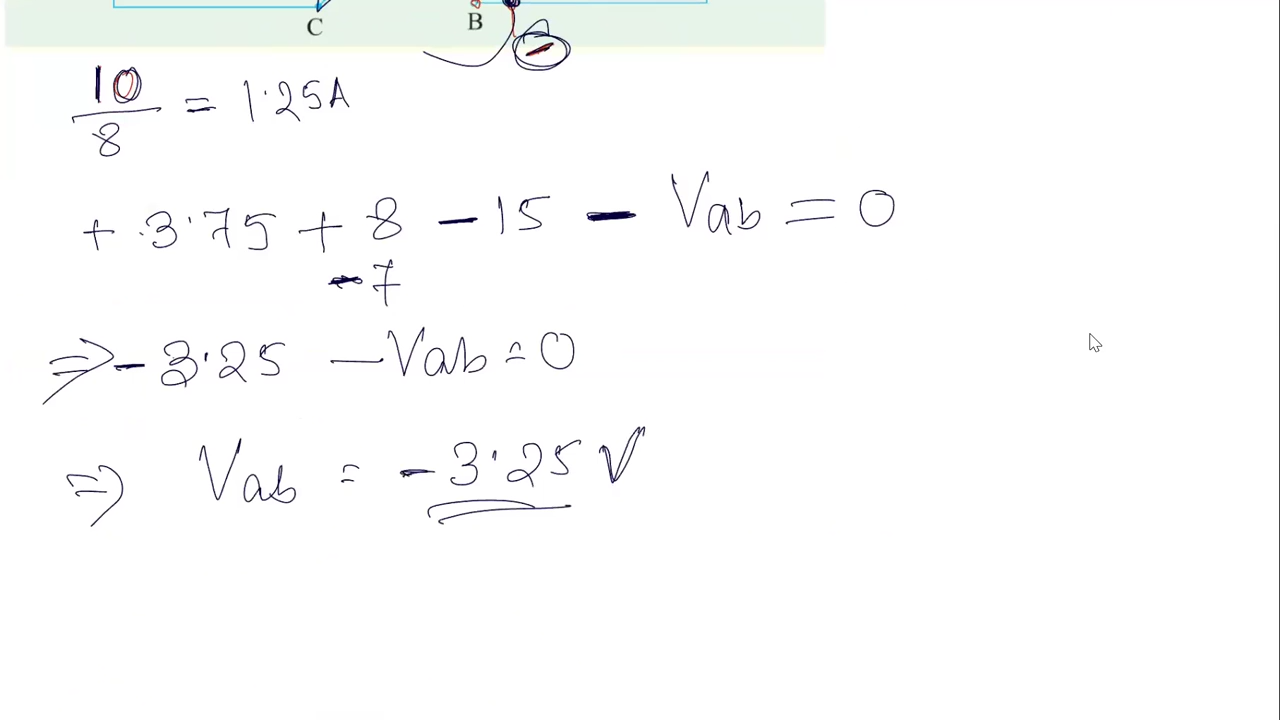 C B
10/8 = 1.25A
+ 3.75 + 8 - 15 - Vab = 0
-7
⇒ - 3.25 - Vab = 0
⇒ Vab = - 3.25 V